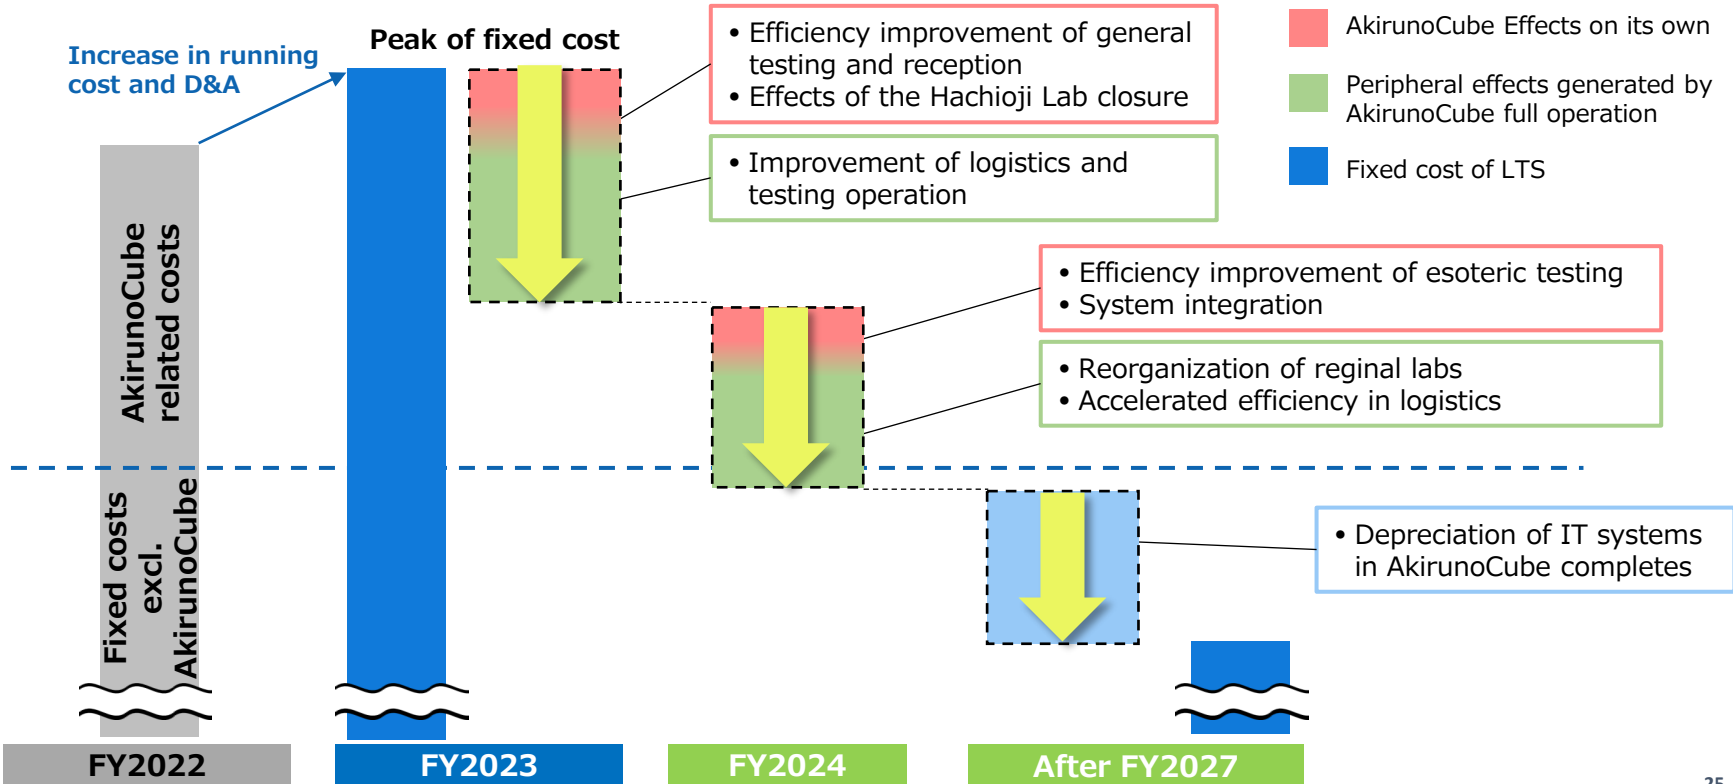 Increase in running
cost and D&A
Peak of fixed cost
• Efficiency improvement of general
testing and reception
• Effects of the Hachioji Lab closure
• Improvement of logistics and
testing operation
AkirunoCube Effects on its own
Peripheral effects generated by
AkirunoCube full operation
Fixed cost of LTS
AkirunoCube
related costs
• Efficiency improvement of esoteric testing
• System integration
• Reorganization of reginal labs
• Accelerated efficiency in logistics
Fixed costs
excl.
AkirunoCube
• Depreciation of IT systems
in AkirunoCube completes
FY2022
FY2023
FY2024
After FY2027
25